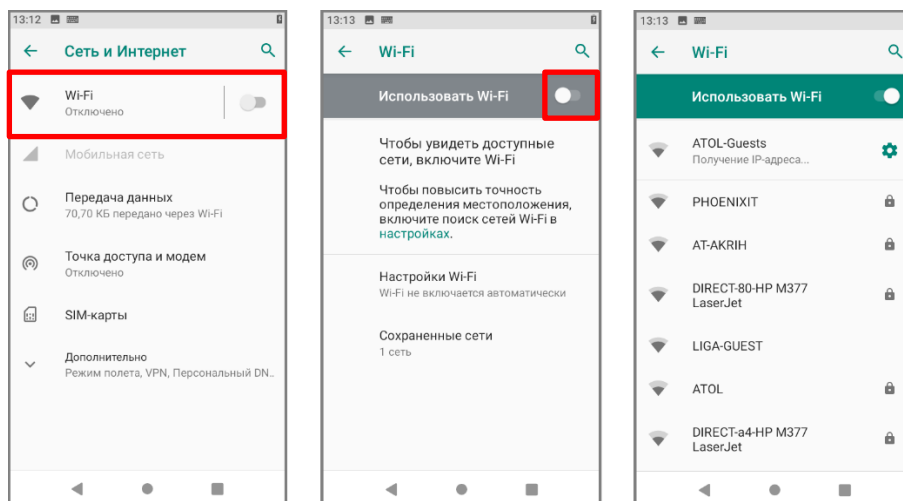 13:12
Сеть и Интернет
Wi-Fi
Отключено
Мобильная сеть
Передача данных
70,70 КБ передано через Wi-Fi
Точка доступа и модем
Отключено
SIM-карты
Дополнительно
Режим полета, VPN, Персональный DN..
13:13
Wi-Fi
Использовать Wi-Fi
Чтобы увидеть доступные
сети, включите Wi-Fi
Чтобы повысить точность
определения местоположения,
включите поиск сетей Wi-Fi в
настройках.
Настройки Wi-Fi
Wi-Fi не включается автоматически
Сохраненные сети
1 сеть
13:13
Wi-Fi
Использовать Wi-Fi
ATOL-Guests
Получение IP-адреса...
PHOENIXIT
AT-AKRIH
DIRECT-80-HP M377
LaserJet
LIGA-GUEST
ATOL
DIRECT-a4-HP M377
LaserJet